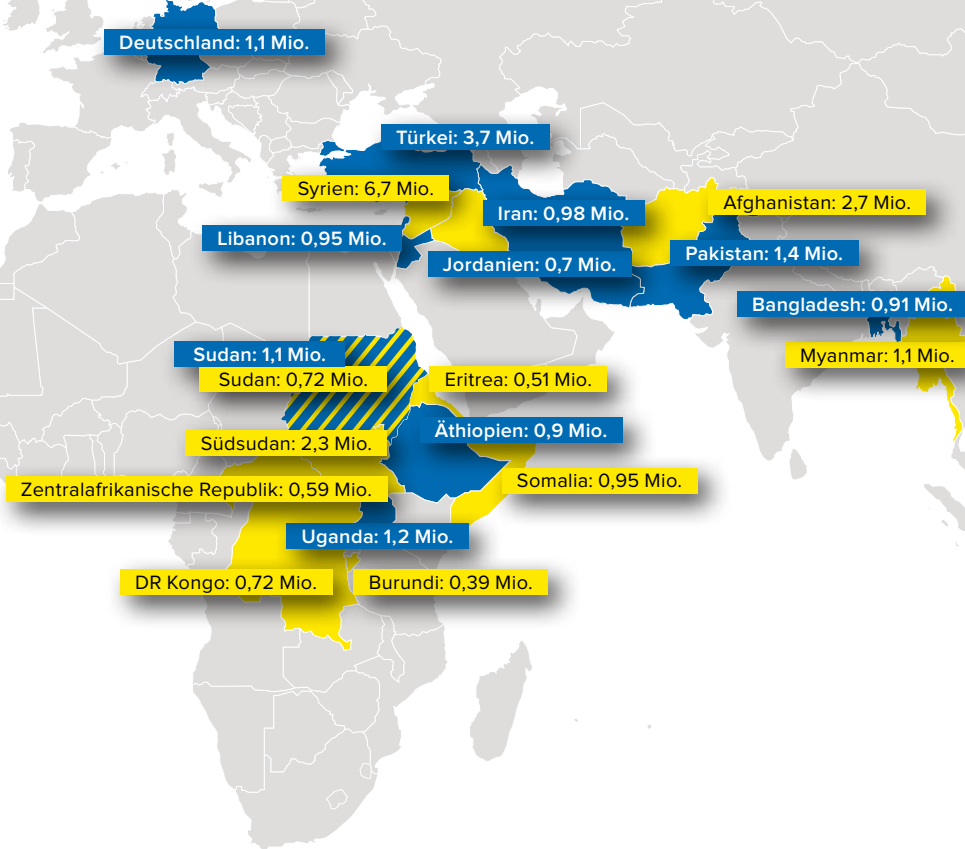 Deutschland: 1,1 Mio.
Türkei: 3,7 Mio.
Syrien: 6,7 Mio.
Afghanistan: 2,7 Mio.
Iran: 0,98 Mio.
Libanon: 0,95 Mio.
Pakistan: 1,4 Mio.
Jordanien: 0,7 Mio.
Bangladesh: 0,91 Mio.
Sudan: 1,1 Mio.
Myanmar: 1,1 Mio.
Sudan: 0,72 Mio.
Eritrea: 0,51 Mio.
Äthiopien: 0,9 Mio.
Südsudan: 2,3 Mio.
Somalia: 0,95 Mio.
Zentralafrikanische Republik: 0,59 Mio.
Uganda: 1,2 Mio.
DR Kongo: 0,72 Mio.
Burundi: 0,39 Mio.